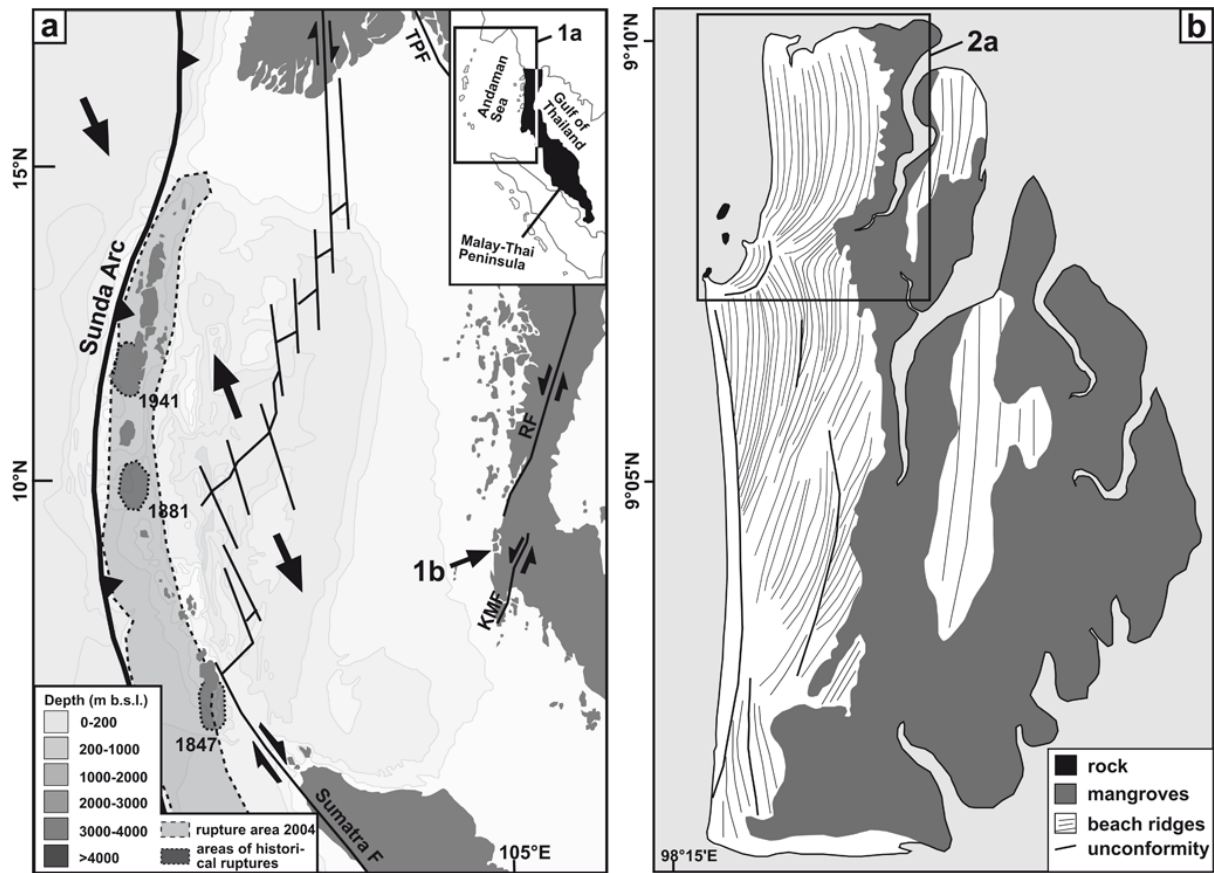 a
TPF
1a
Andaman
Sea
Gulf of
Thailand
Malay-Thai
Peninsula
15°N
Sunda Arc
1941
10°N
1881
RF
1b
KMF
1847
Sumatra F
105°E
Depth (m b.s.l.)
0-200
200-1000
1000-2000
2000-3000
3000-4000
>4000
rupture area 2004
areas of histori-
cal ruptures
b
9°10'N
2a
9°05'N
98°15'E
rock
mangroves
beach ridges
unconformity